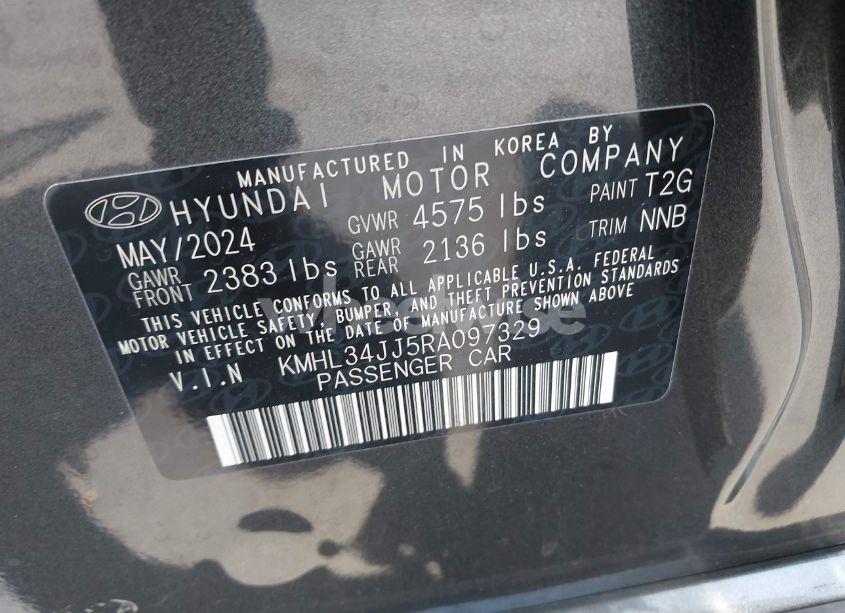 MANUFACTURED IN KOREA BY
HYUNDAI MOTOR COMPANY
MAY/2024 GVWR 4575 lbs PAINT T2G
GAWR FRONT 2383 lbs GAWR REAR 2136 lbs TRIM NNB
THIS VEHICLE CONFORMS TO ALL APPLICABLE U.S.A. FEDERAL
MOTOR VEHICLE SAFETY, BUMPER, AND THEFT PREVENTION STANDARDS
IN EFFECT ON THE DATE OF MANUFACTURE SHOWN ABOVE
V.I.N KMHL34JJ5RA097329
PASSENGER CAR